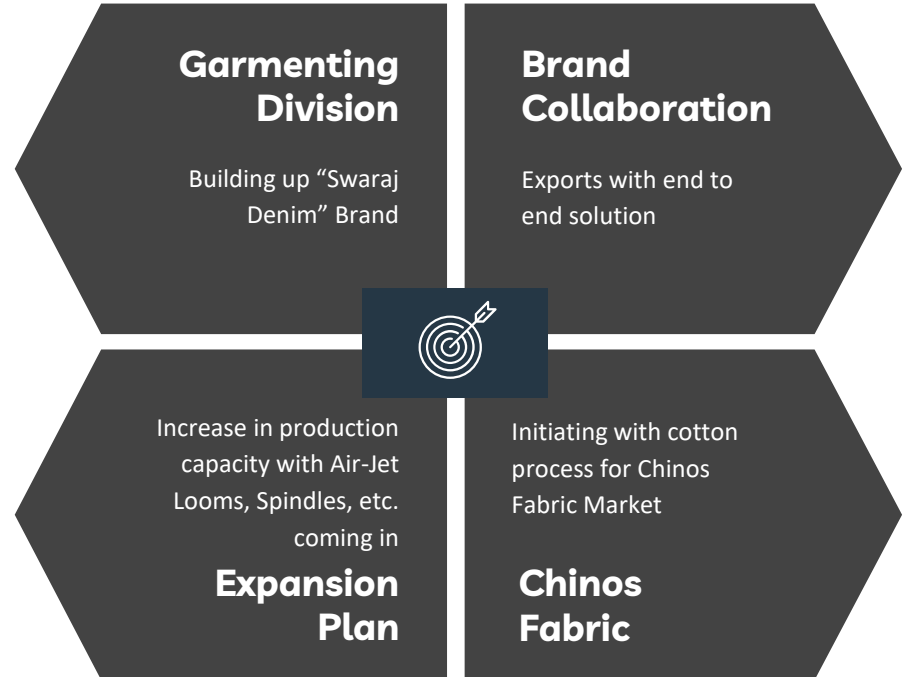 Garmenting
Division
Building up “Swaraj
Denim” Brand
Brand
Collaboration
Exports with end to
end solution
Increase in production
capacity with Air-Jet
Looms, Spindles, etc.
coming in
Expansion
Plan
Initiating with cotton
process for Chinos
Fabric Market
Chinos
Fabric